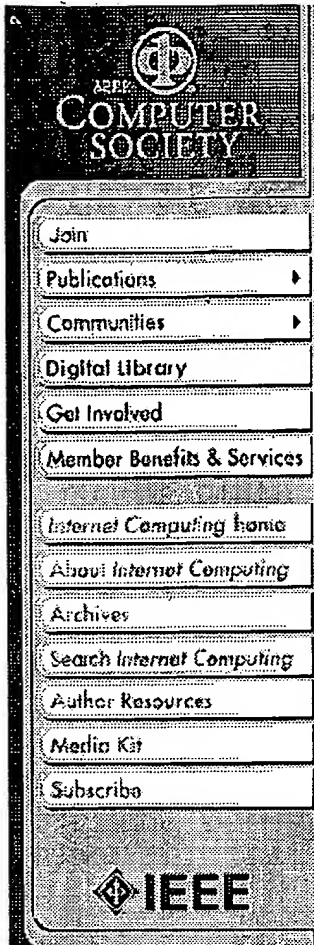 IEEE
COMPUTER
SOCIETY
Join
Publications
Communities
Digital Library
Get Involved
Member Benefits & Services
Internet Computing home
About Internet Computing
Archives
Search Internet Computing
Author Resources
Media Kit
Subscribe
IEEE